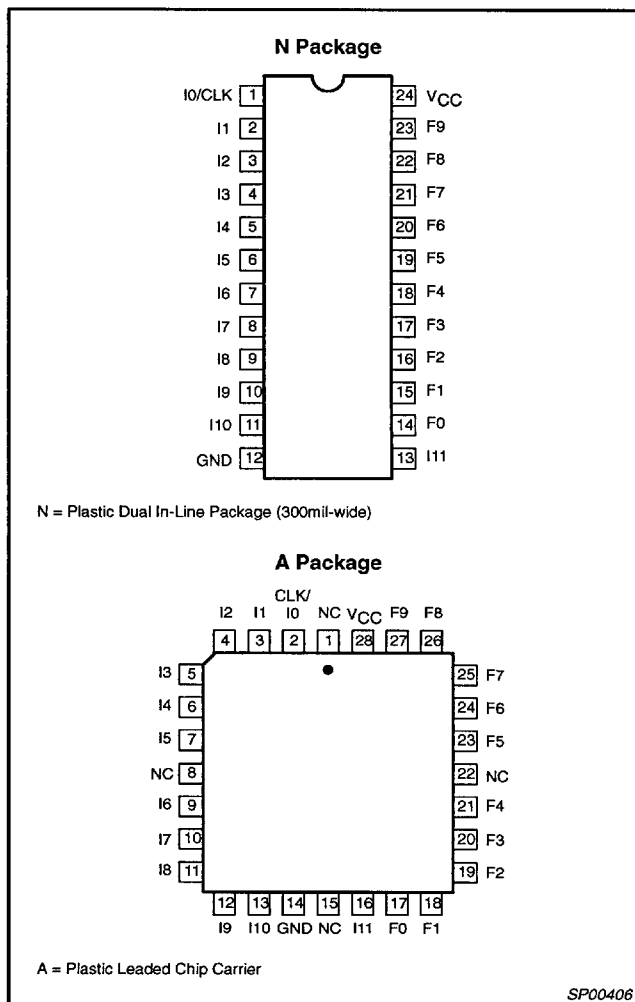 N Package
I0/CLK 1 24 VCC
I1 2 23 F9
I2 3 22 F8
I3 4 21 F7
I4 5 20 F6
I5 6 19 F5
I6 7 18 F4
I7 8 17 F3
I8 9 16 F2
I9 10 15 F1
I10 11 14 F0
GND 12 13 I11
N = Plastic Dual In-Line Package (300mil-wide)
A Package
CLK/
I2 I1 I0 NC VCC F9 F8
4 3 2 1 28 27 26
I3 5 25 F7
I4 6 24 F6
I5 7 23 F5
NC 8 22 NC
I6 9 21 F4
I7 10 20 F3
I8 11 19 F2
12 13 14 15 16 17 18
I9 I10 GND NC I11 F0 F1
A = Plastic Leaded Chip Carrier
SP00406